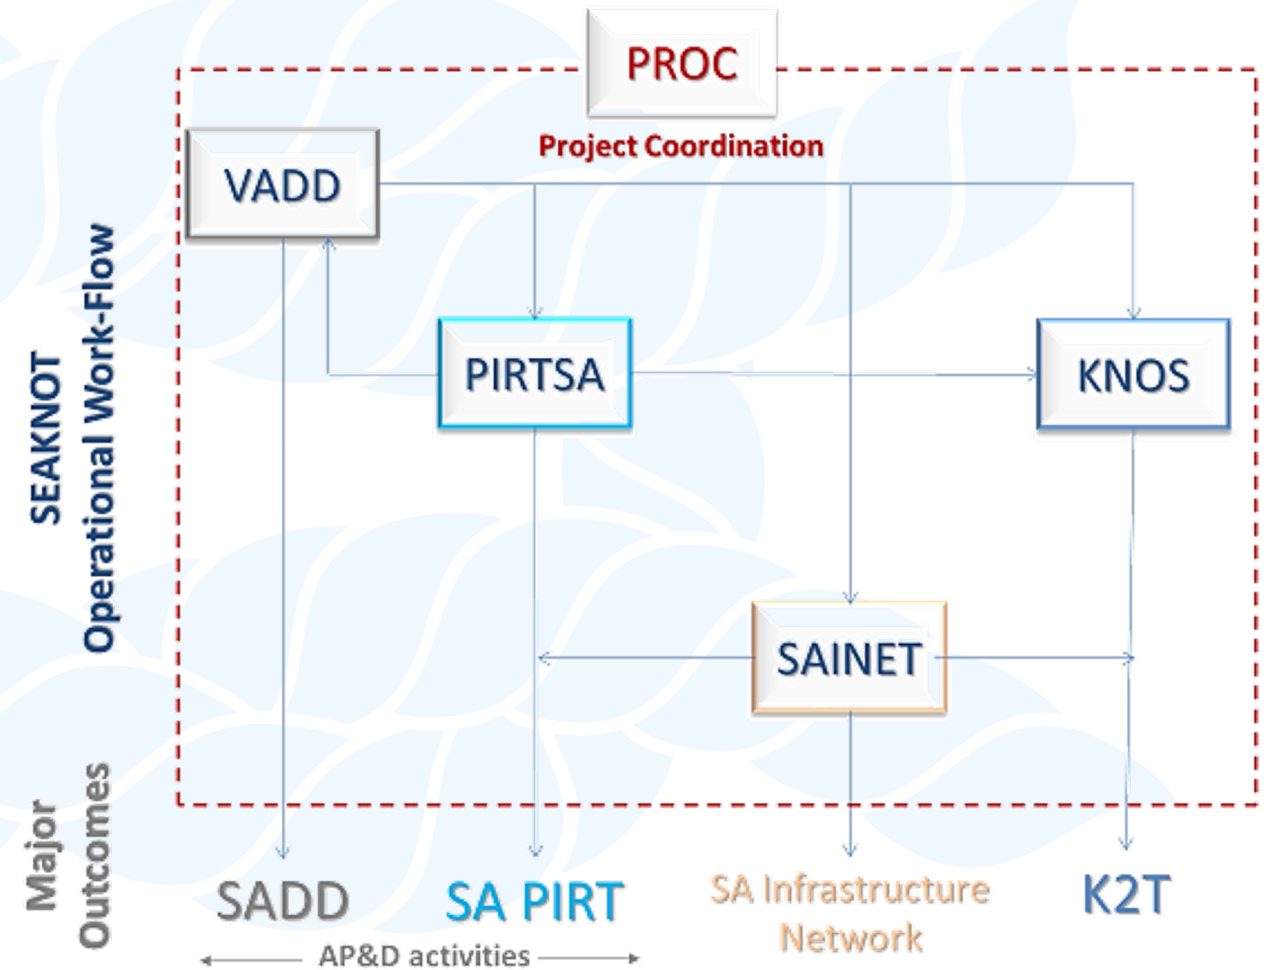 PROC
Project Coordination
VADD
PIRTSA
KNOS
SAINET
SEAKNOT
Operational Work-Flow
Major
Outcomes
SADD
SA PIRT
SA Infrastructure
Network
K2T
AP&D activities